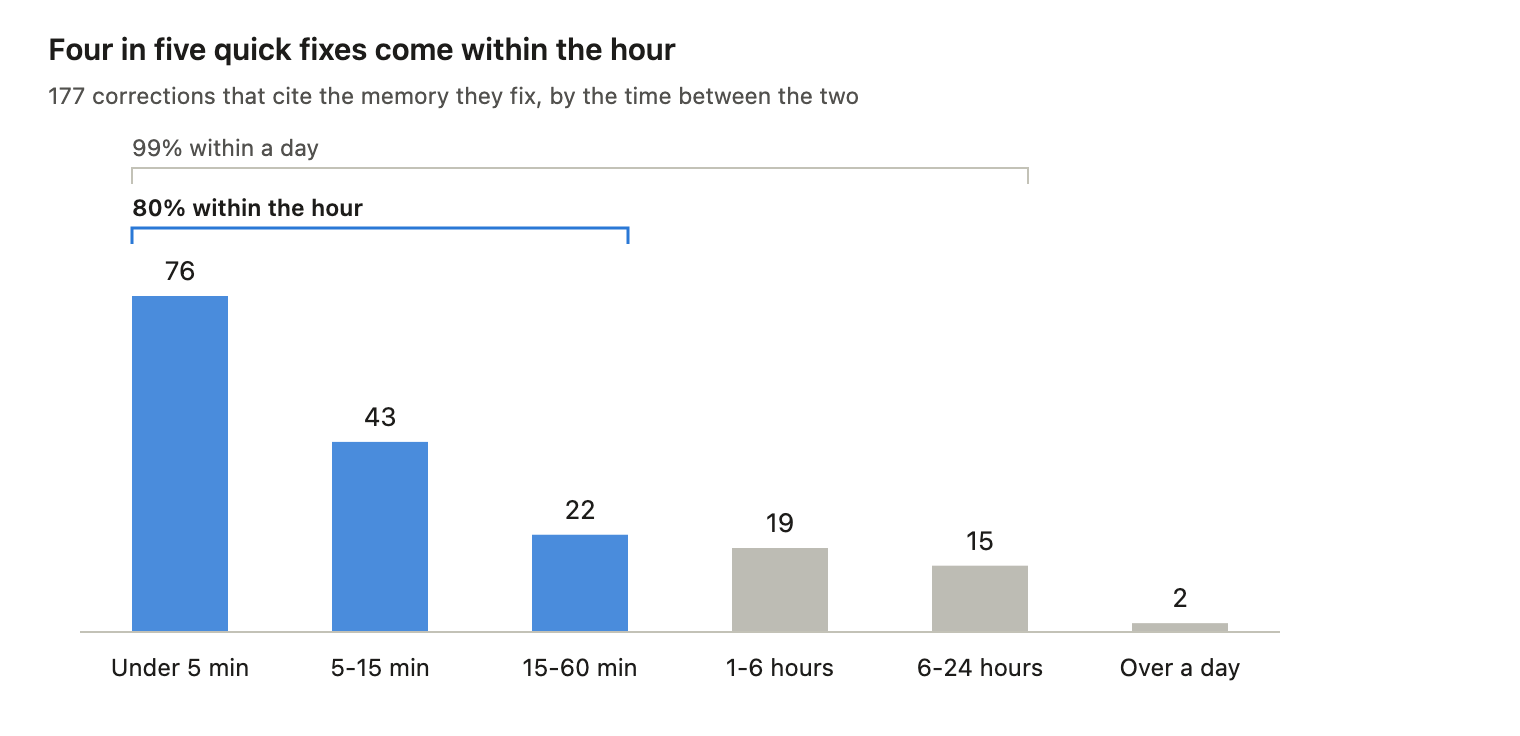 Four in five quick fixes come within the hour
177 corrections that cite the memory they fix, by the time between the two
99% within a day
80% within the hour
76
43
22
19
15
2
Under 5 min
5-15 min
15-60 min
1-6 hours
6-24 hours
Over a day